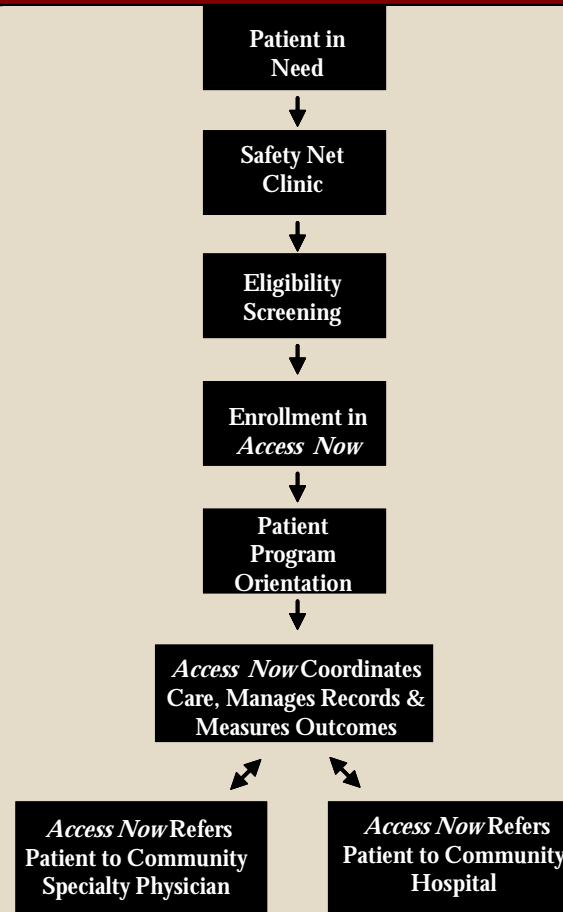 Patient in
Need
Safety Net
Clinic
Eligibility
Screening
Enrollment in
Access Now
Patient
Program
Orientation
Access Now Coordinates
Care, Manages Records &
Measures Outcomes
Access Now Refers
Patient to Community
Specialty Physician
Access Now Refers
Patient to Community
Hospital